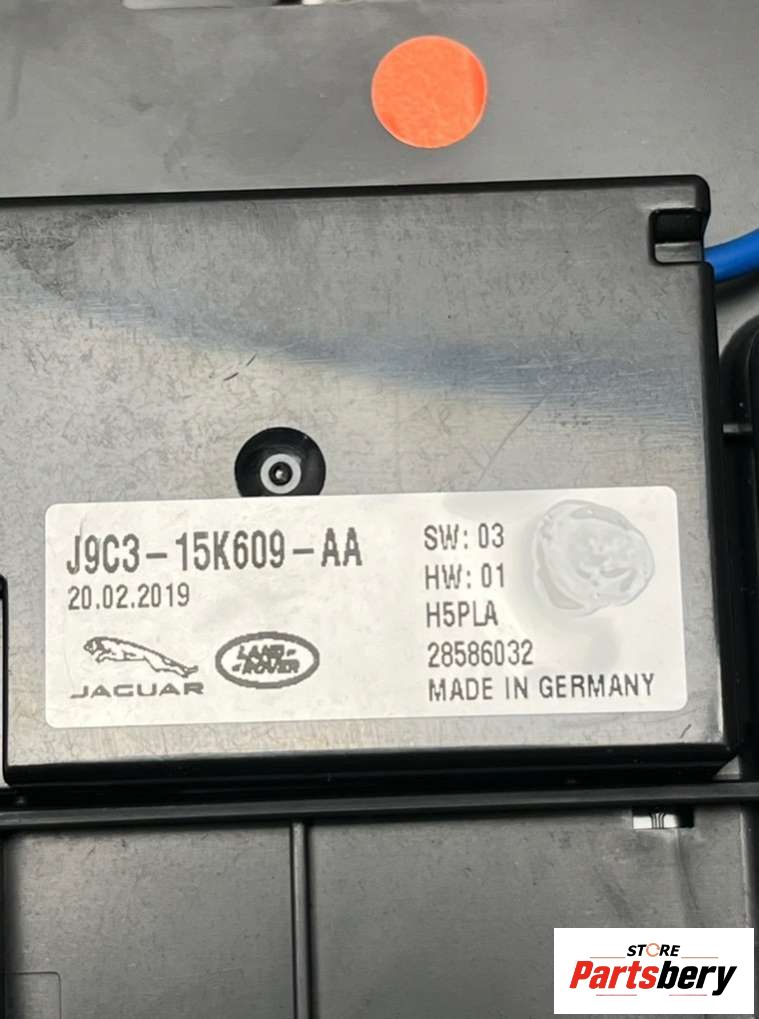 J9C3-15K609-AA
20.02.2019
JAGUAR
LAND
ROVER
SW: 03
HW: 01
H5PLA
28586032
MADE IN GERMANY
STORE
Partsbery